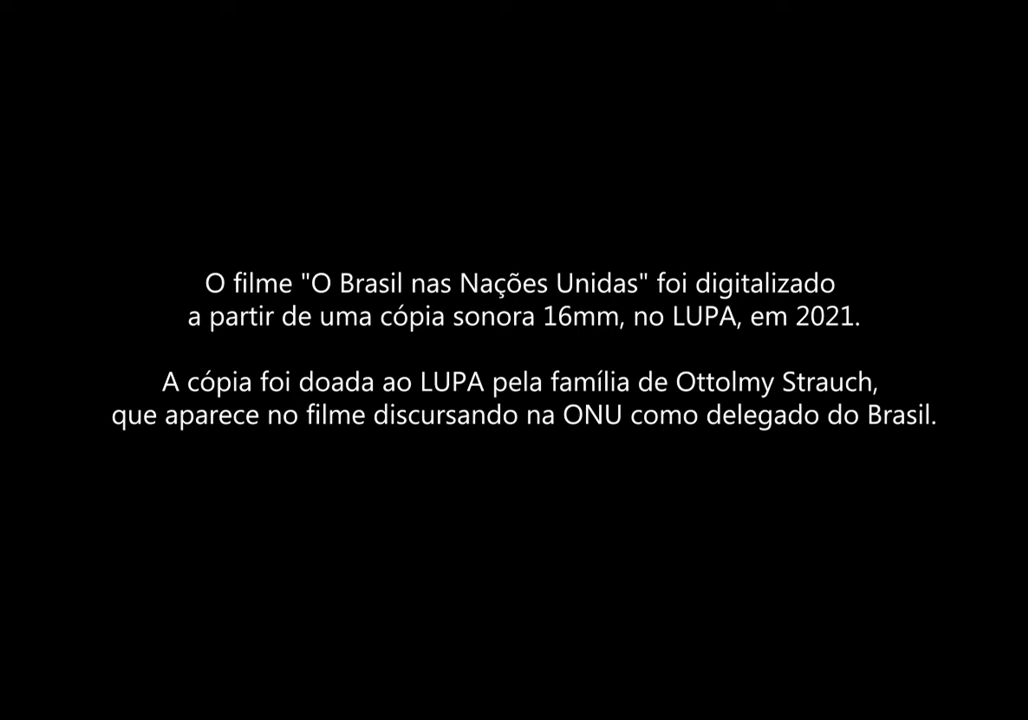 O filme "O Brasil nas Nações Unidas" foi digitalizado
a partir de uma cópia sonora 16mm, no LUPA, em 2021.
A cópia foi doada ao LUPA pela família de Ottolmy Strauch,
que aparece no filme discursando na ONU como delegado do Brasil.